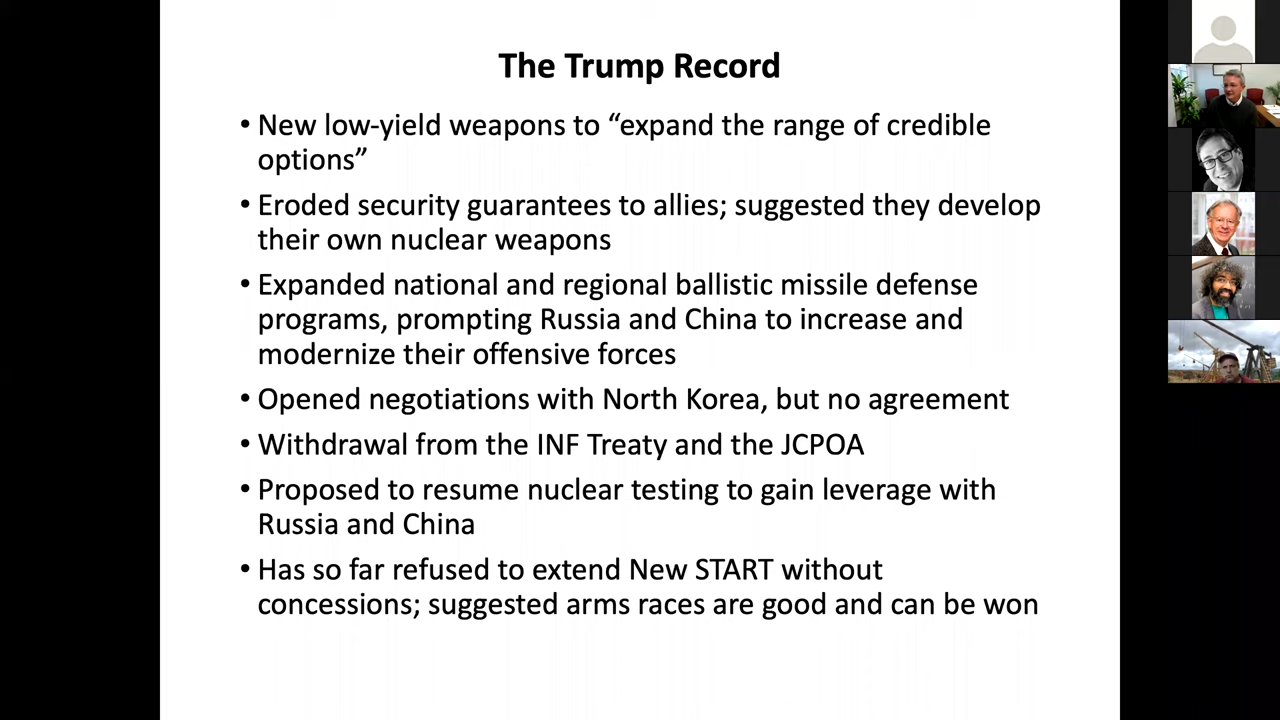 The Trump Record
• New low-yield weapons to “expand the range of credible
options”
• Eroded security guarantees to allies; suggested they develop
their own nuclear weapons
• Expanded national and regional ballistic missile defense
programs, prompting Russia and China to increase and
modernize their offensive forces
• Opened negotiations with North Korea, but no agreement
• Withdrawal from the INF Treaty and the JCPOA
• Proposed to resume nuclear testing to gain leverage with
Russia and China
• Has so far refused to extend New START without
concessions; suggested arms races are good and can be won